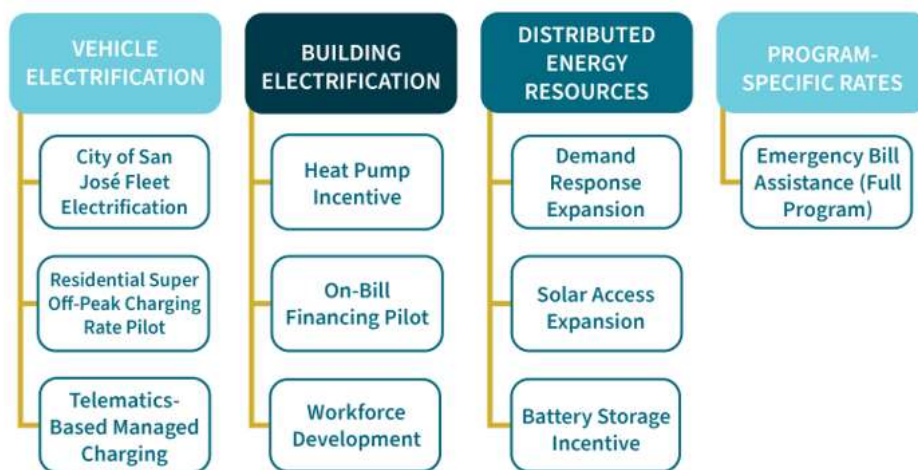 VEHICLE
ELECTRIFICATION
City of San
José Fleet
Electrification
Residential Super
Off-Peak Charging
Rate Pilot
Telematics-
Based Managed
Charging
BUILDING
ELECTRIFICATION
Heat Pump
Incentive
On-Bill
Financing Pilot
Workforce
Development
DISTRIBUTED
ENERGY
RESOURCES
Demand
Response
Expansion
Solar Access
Expansion
Battery Storage
Incentive
PROGRAM-
SPECIFIC RATES
Emergency Bill
Assistance (Full
Program)